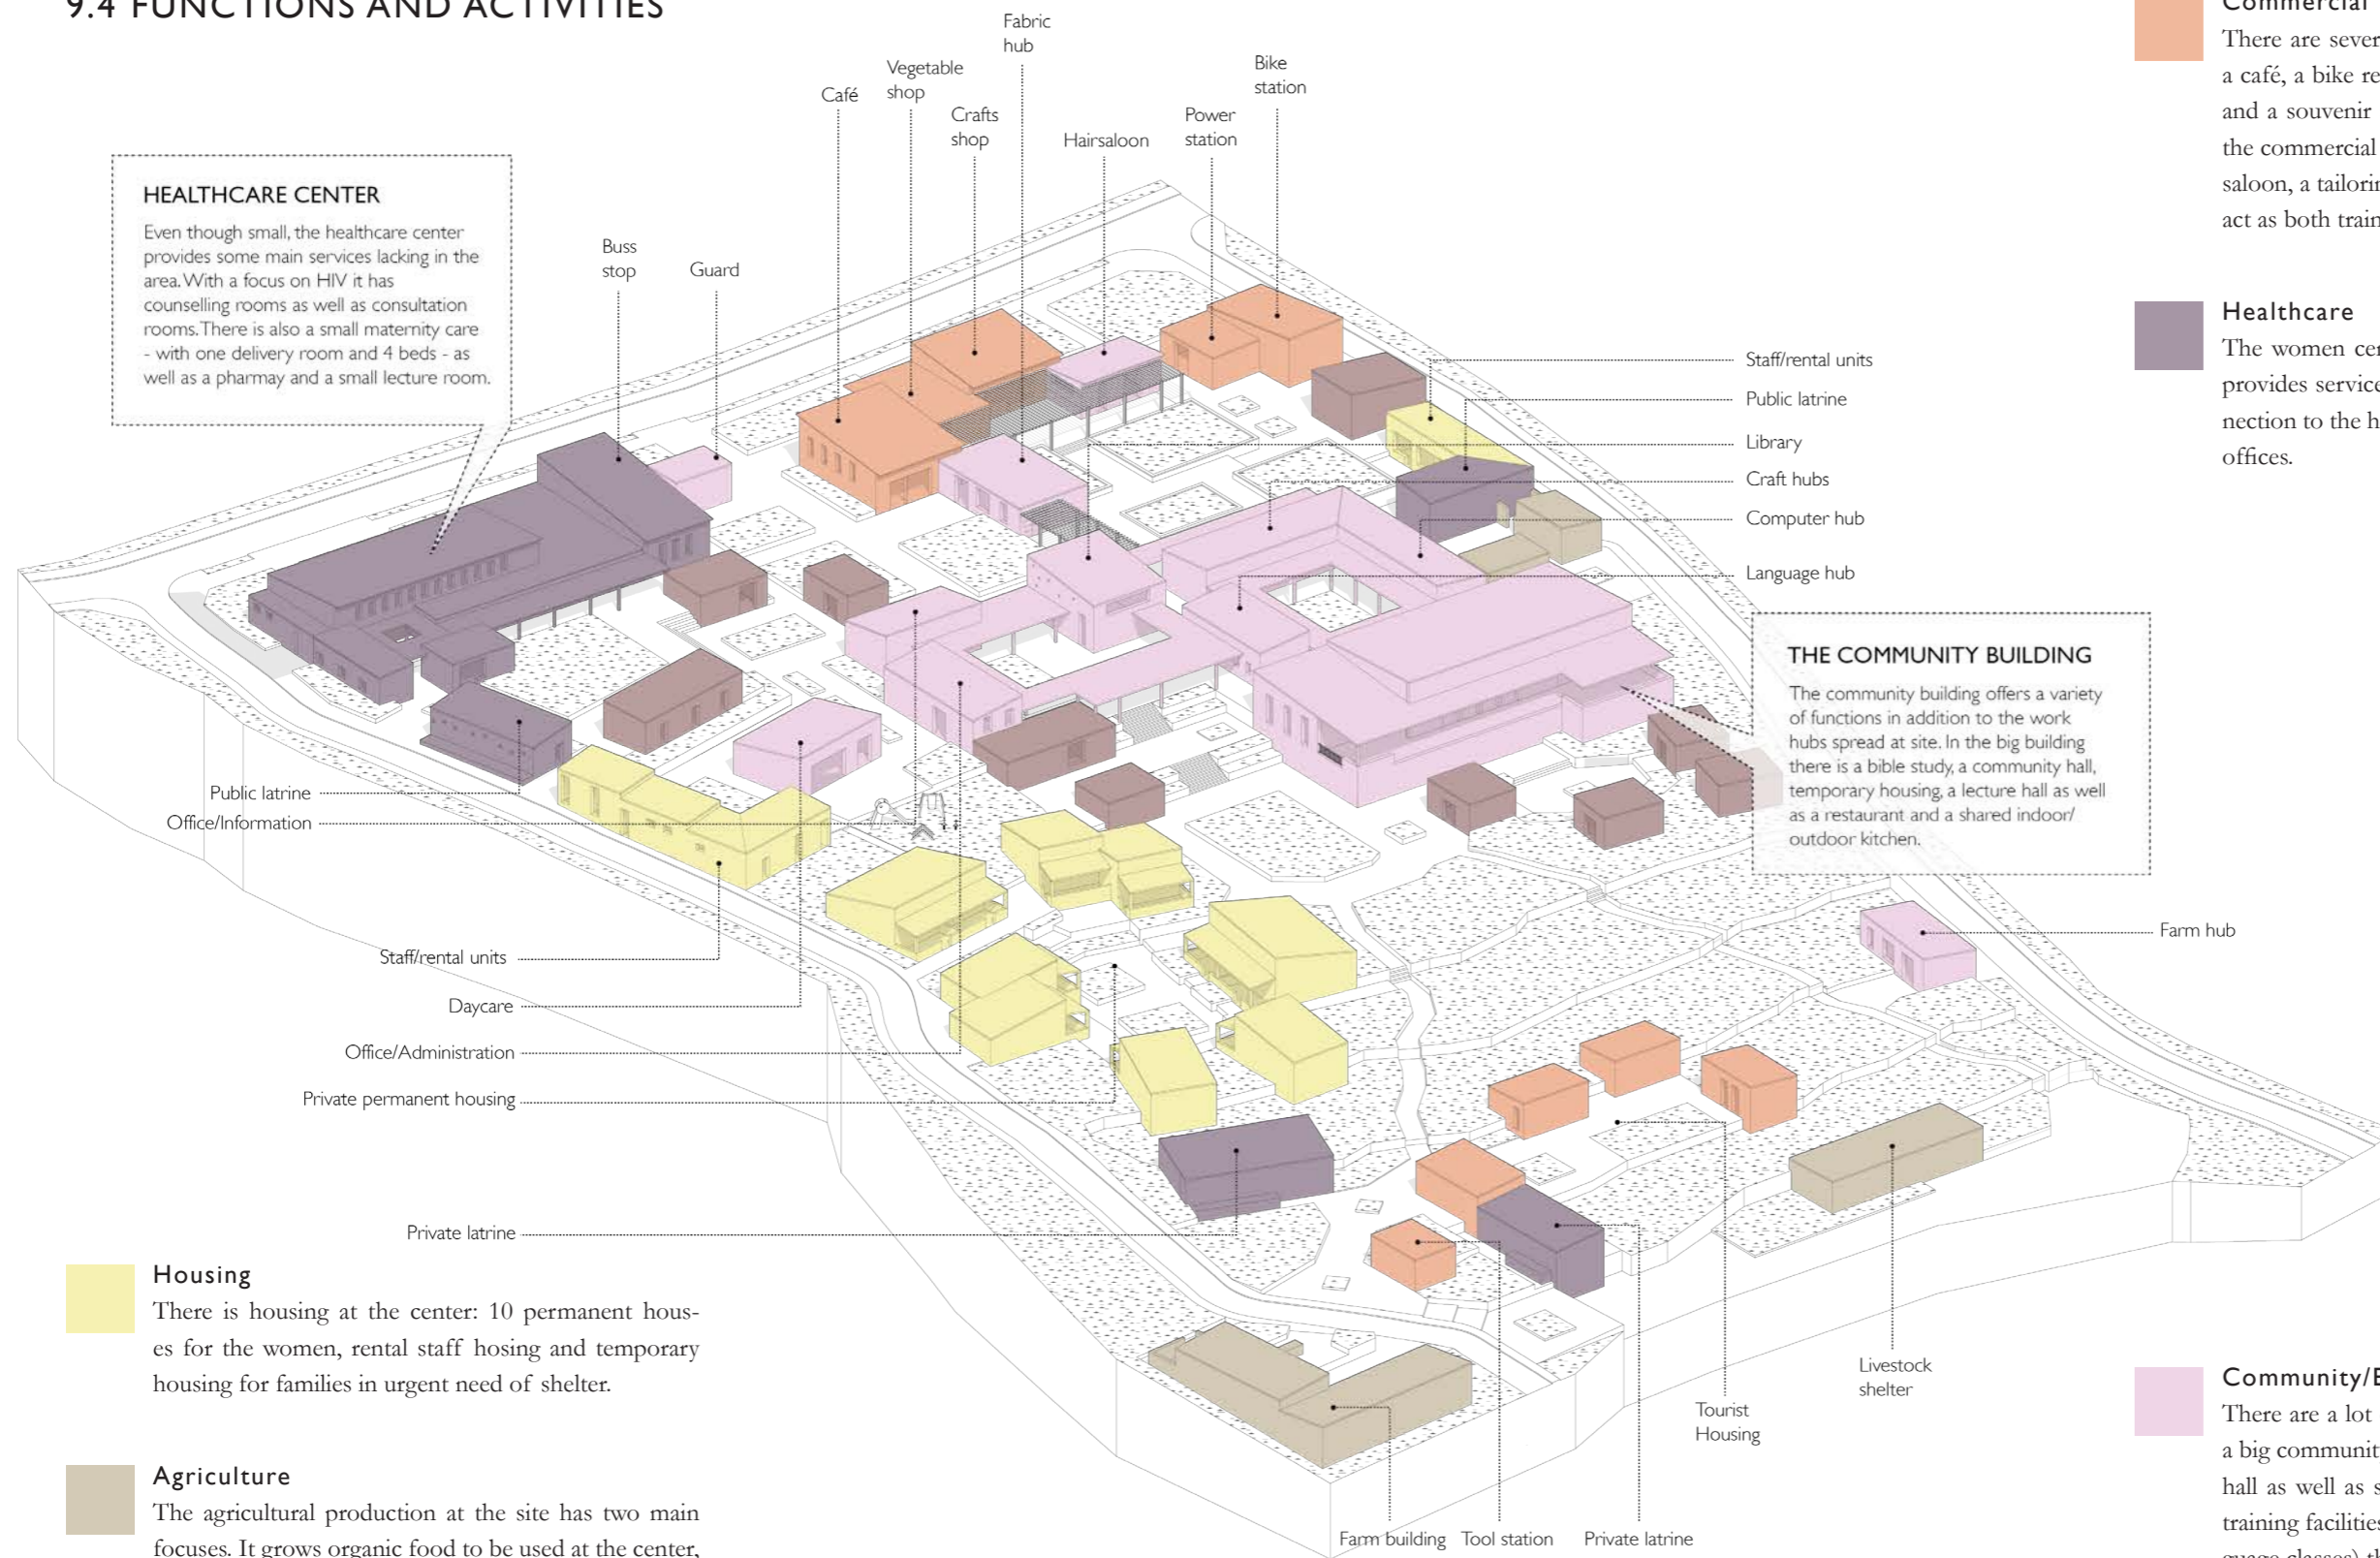 9.4 FUNCTIONS AND ACTIVITIES
Fabric
hub
Vegetable
shop
Café
Crafts
shop
Hairsaloon
Power
station
Bike
station
Buss
stop
Guard
HEALTHCARE CENTER
Even though small, the healthcare center
provides some main services lacking in the
area. With a focus on HIV it has
counselling rooms as well as consultation
rooms. There is also a small maternity care
- with one delivery room and 4 beds - as
well as a pharmay and a small lecture room.
Staff/rental units
Public latrine
Library
Craft hubs
Computer hub
Language hub
THE COMMUNITY BUILDING
The community building offers a variety
of functions in addition to the work
hubs spread at site. In the big building
there is a bible study, a community hall,
temporary housing, a lecture hall as well
as a restaurant and a shared indoor/
outdoor kitchen.
Farm hub
Public latrine
Office/Information
Staff/rental units
Daycare
Office/Administration
Private permanent housing
Private latrine
Livestock
shelter
Tourist
Housing
Farm building
Tool station
Private latrine
Housing
There is housing at the center: 10 permanent hous-
es for the women, rental staff hosing and temporary
housing for families in urgent need of shelter.
Agriculture
The agricultural production at the site has two main
focuses. It grows organic food to be used at the center,
Commercial
There are sever
a café, a bike re
and a souvenir
the commercial
saloon, a tailorin
act as both train
Healthcare
The women cen
provides service
nection to the h
offices.
Community/E
There are a lot
a big communit
hall as well as s
training facilities
guage classes) th